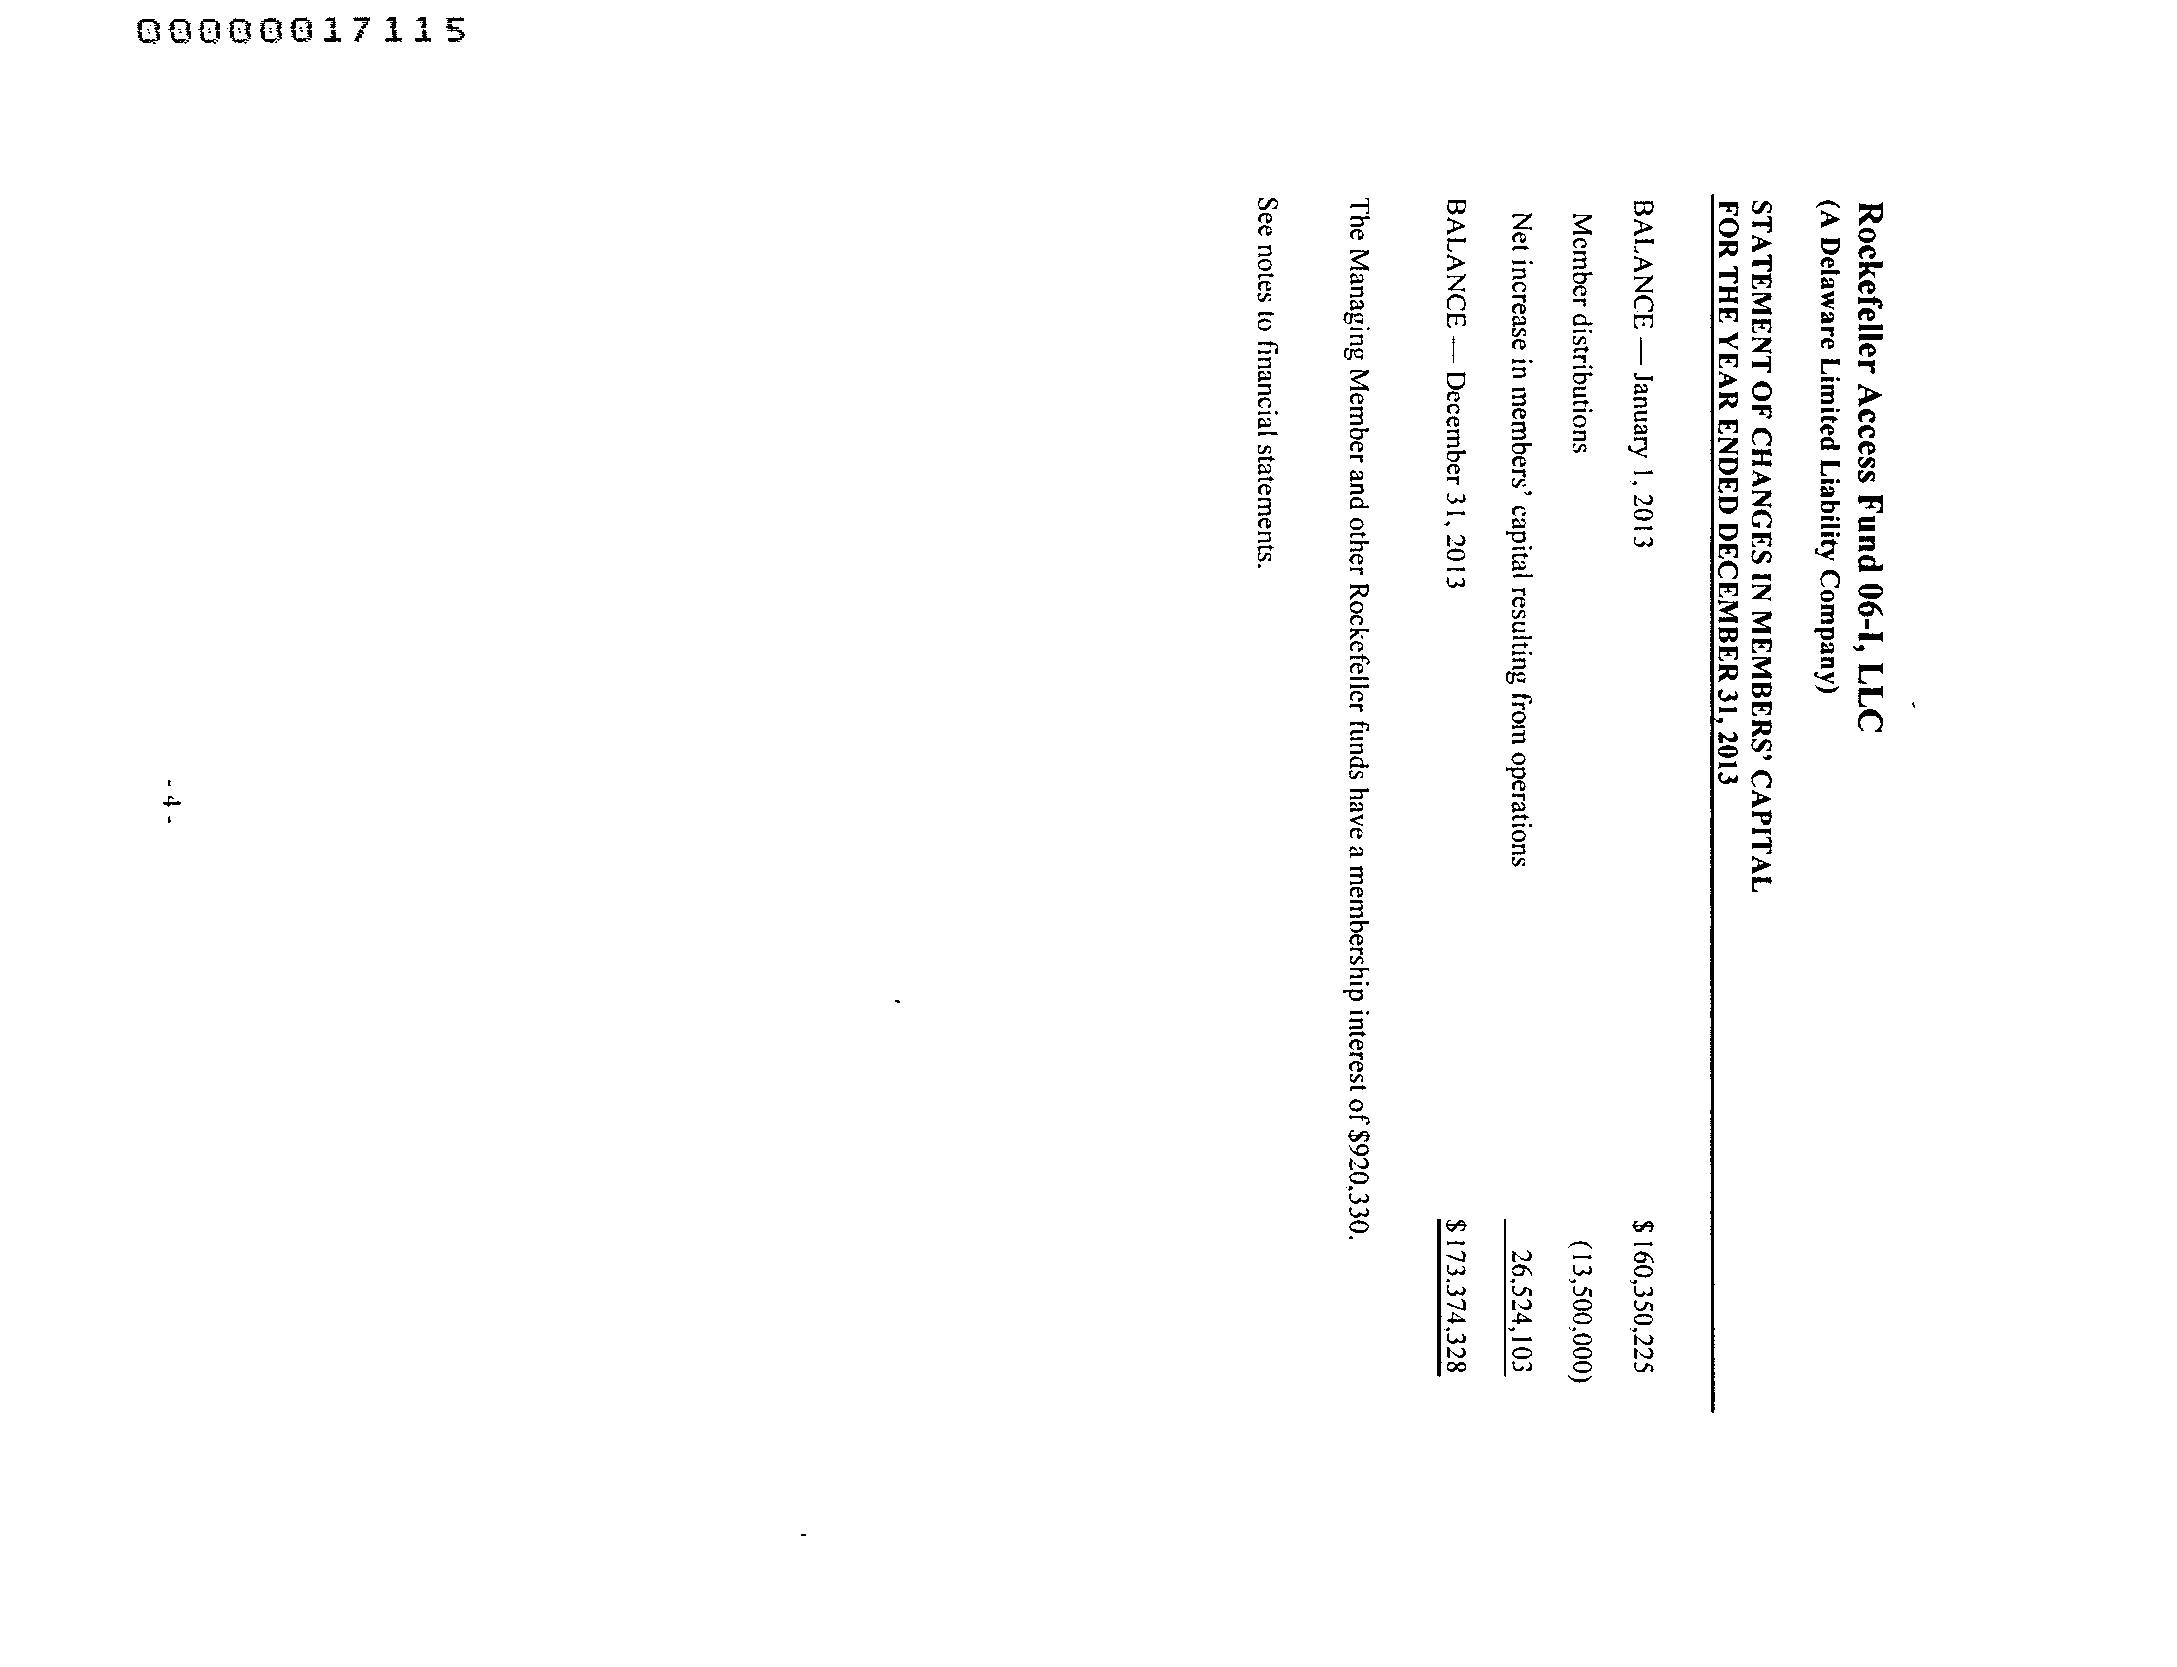 00000017115
Rockefeller Access Fund 06-I, LLC
(A Delaware Limited Liability Company)
STATEMENT OF CHANGES IN MEMBERS' CAPITAL
FOR THE YEAR ENDED DECEMBER 31, 2013
BALANCE — January 1, 2013 $ 160,350,225
Member distributions (13,500,000)
Net increase in members' capital resulting from operations 26,524,103
BALANCE — December 31, 2013 $ 173,374,328
The Managing Member and other Rockefeller funds have a membership interest of $920,330.
See notes to financial statements.
- 4 -